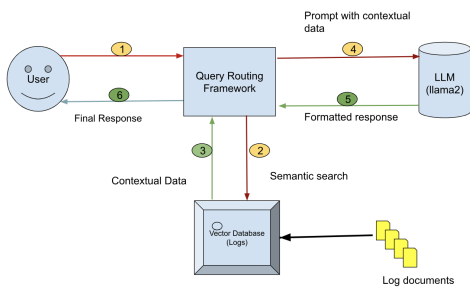 Prompt with contextual
data
1
4
User
Query Routing
Framework
LLM
(llama2)
6
5
Final Response
Formatted response
3
2
Contextual Data
Semantic search
Vector Database
(Logs)
Log documents